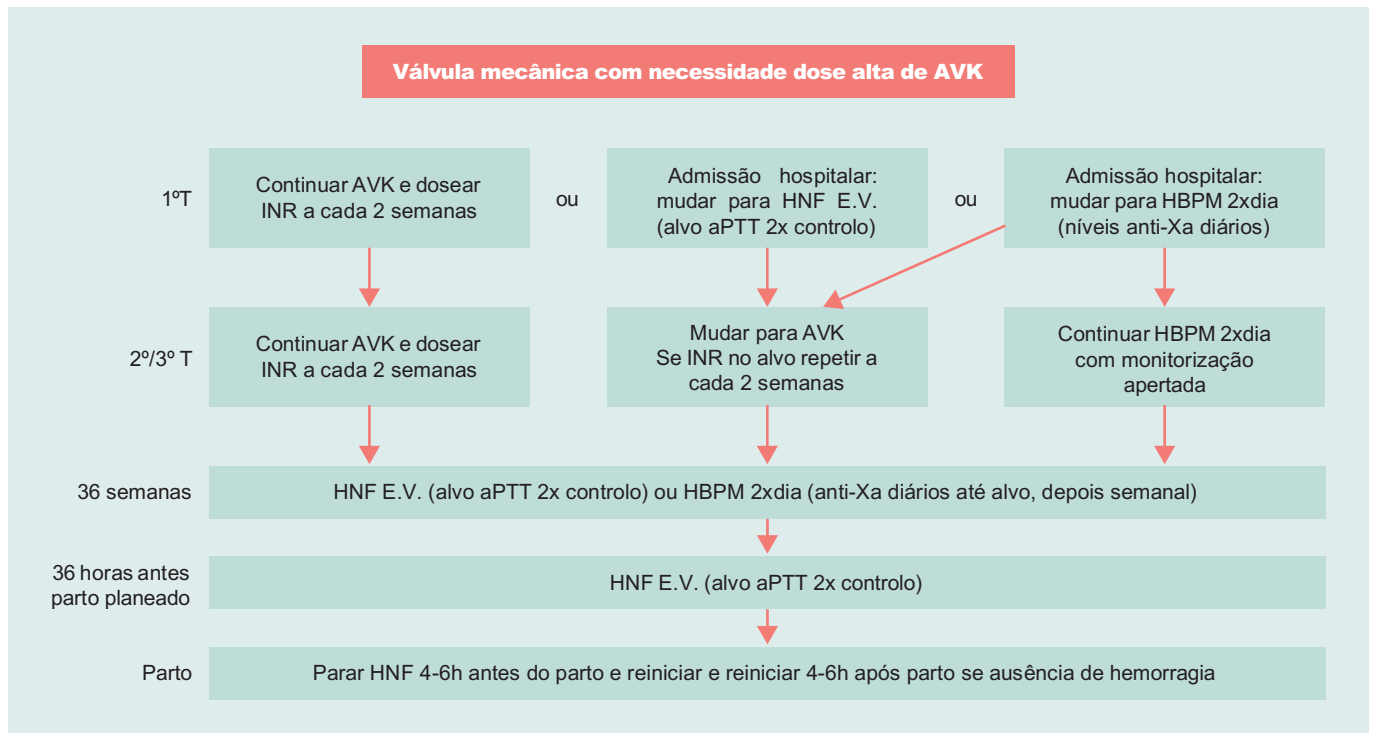 Válvula mecânica com necessidade dose alta de AVK
1ºT
Continuar AVK e dosear
INR a cada 2 semanas
ou
Admissão hospitalar:
mudar para HNF E.V.
(alvo aPTT 2x controlo)
ou
Admissão hospitalar:
mudar para HBPM 2xdia
(níveis anti-Xa diários)
2º/3º T
Continuar AVK e dosear
INR a cada 2 semanas
Mudar para AVK
Se INR no alvo repetir a
cada 2 semanas
Continuar HBPM 2xdia
com monitorização
apertada
36 semanas
HNF E.V. (alvo aPTT 2x controlo) ou HBPM 2xdia (anti-Xa diários até alvo, depois semanal)
36 horas antes
parto planeado
HNF E.V. (alvo aPTT 2x controlo)
Parto
Parar HNF 4-6h antes do parto e reiniciar e reiniciar 4-6h após parto se ausência de hemorragia